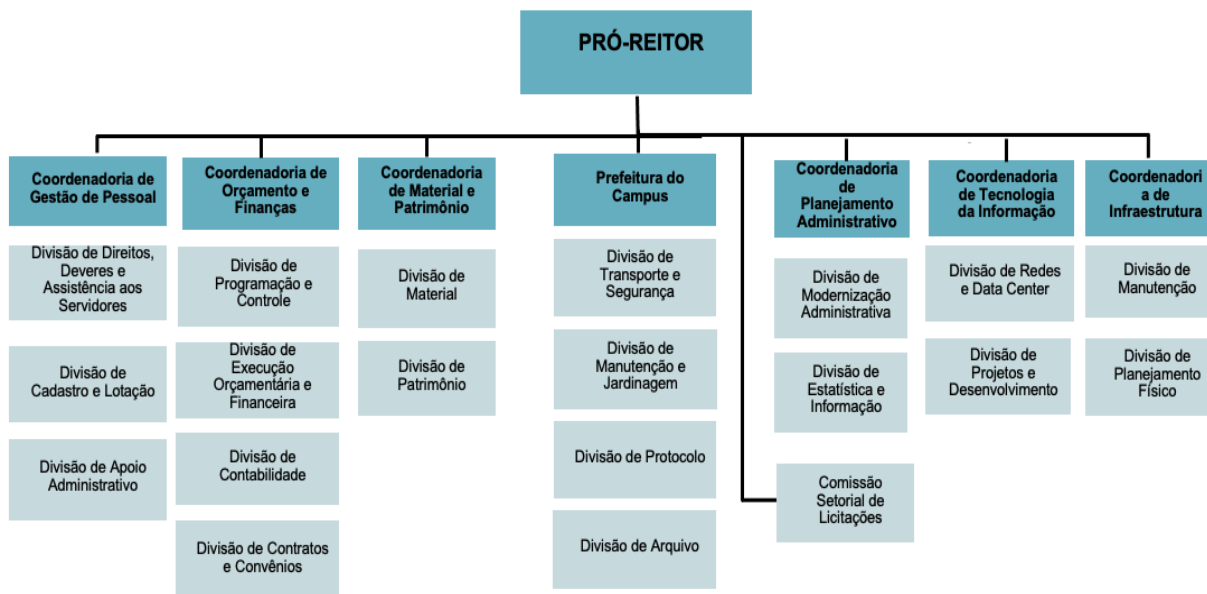 PRÓ-REITOR
Coordenadoria de
Gestão de Pessoal
Divisão de Direitos,
Deveres e
Assistência aos
Servidores
Divisão de
Cadastro e Lotação
Divisão de Apoio
Administrativo
Coordenadoria de
Orçamento e
Finanças
Divisão de
Programação e
Controle
Divisão de
Execução
Orçamentária e
Financeira
Divisão de
Contabilidade
Divisão de Contratos
e Convênios
Coordenadoria
de Material e
Patrimônio
Divisão de
Material
Divisão de
Patrimônio
Prefeitura do
Campus
Divisão de
Transporte e
Segurança
Divisão de
Manutenção e
Jardinagem
Divisão de Protocolo
Divisão de Arquivo
Coordenadoria
de
Planejamento
Administrativo
Divisão de
Modernização
Administrativa
Divisão de
Estatística e
Informação
Comissão
Setorial de
Licitações
Coordenadoria
de Tecnologia
da Informação
Divisão de Redes
e Data Center
Divisão de
Projetos e
Desenvolvimento
Coordenadori
a de
Infraestrutura
Divisão de
Manutenção
Divisão de
Planejamento
Físico